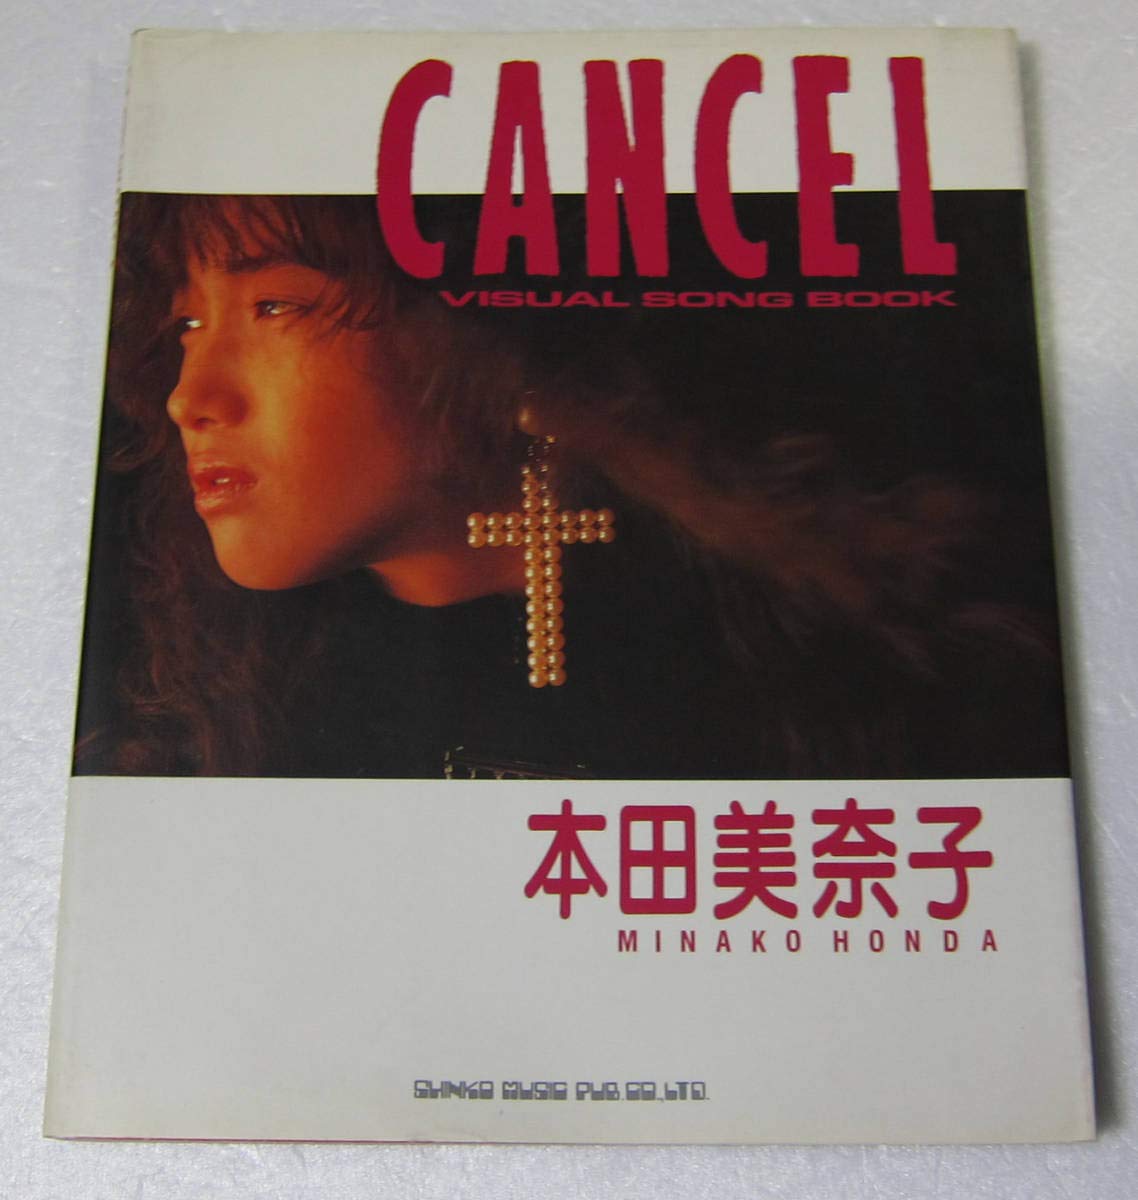 CANCEL
VISUAL SONG BOOK
本田美奈子
MINAKO HONDA
SHINKO MUSIC PUB. CO., LTD.